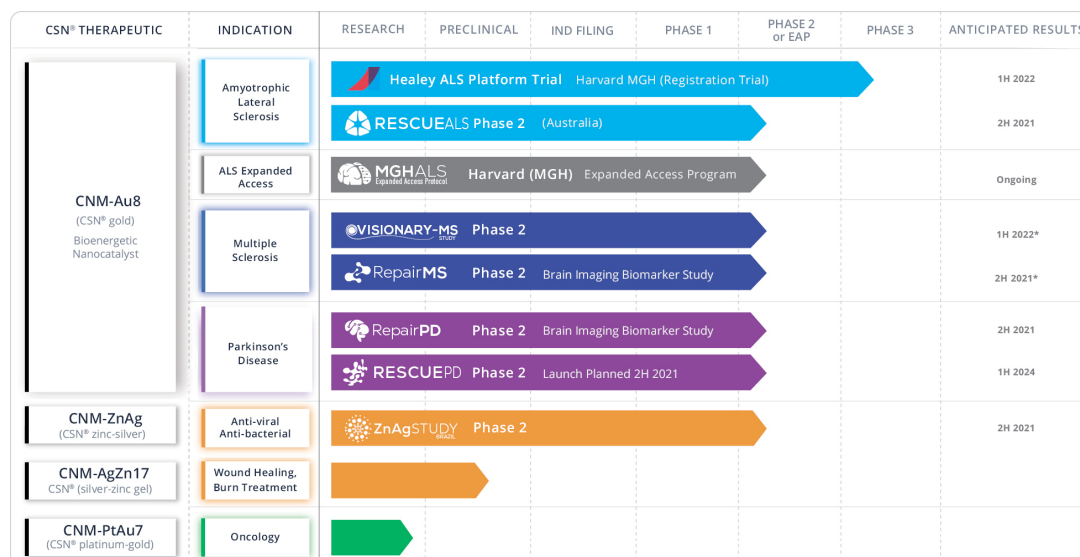 CSN® THERAPEUTIC
INDICATION
RESEARCH
PRECLINICAL
IND FILING
PHASE 1
PHASE 2
or EAP
PHASE 3
ANTICIPATED RESULTS
CNM-Au8
(CSN® gold)
Bioenergetic
Nanocatalyst
Amyotrophic
Lateral
Sclerosis
Healey ALS Platform Trial Harvard MGH (Registration Trial)
1H 2022
RESCUEALS Phase 2 (Australia)
2H 2021
ALS Expanded
Access
MGHALS
Expanded Access Protocol
Harvard (MGH) Expanded Access Program
Ongoing
Multiple
Sclerosis
VISIONARY-MS
STUDY
Phase 2
1H 2022*
RepairMS Phase 2 Brain Imaging Biomarker Study
2H 2021*
Parkinson's
Disease
RepairPD Phase 2 Brain Imaging Biomarker Study
2H 2021
RESCUEPD Phase 2 Launch Planned 2H 2021
1H 2024
CNM-ZnAg
(CSN® zinc-silver)
Anti-viral
Anti-bacterial
ZnAgSTUDY
BRAZIL
Phase 2
2H 2021
CNM-AgZn17
CSN® (silver-zinc gel)
Wound Healing,
Burn Treatment
CNM-PtAu7
(CSN® platinum-gold)
Oncology